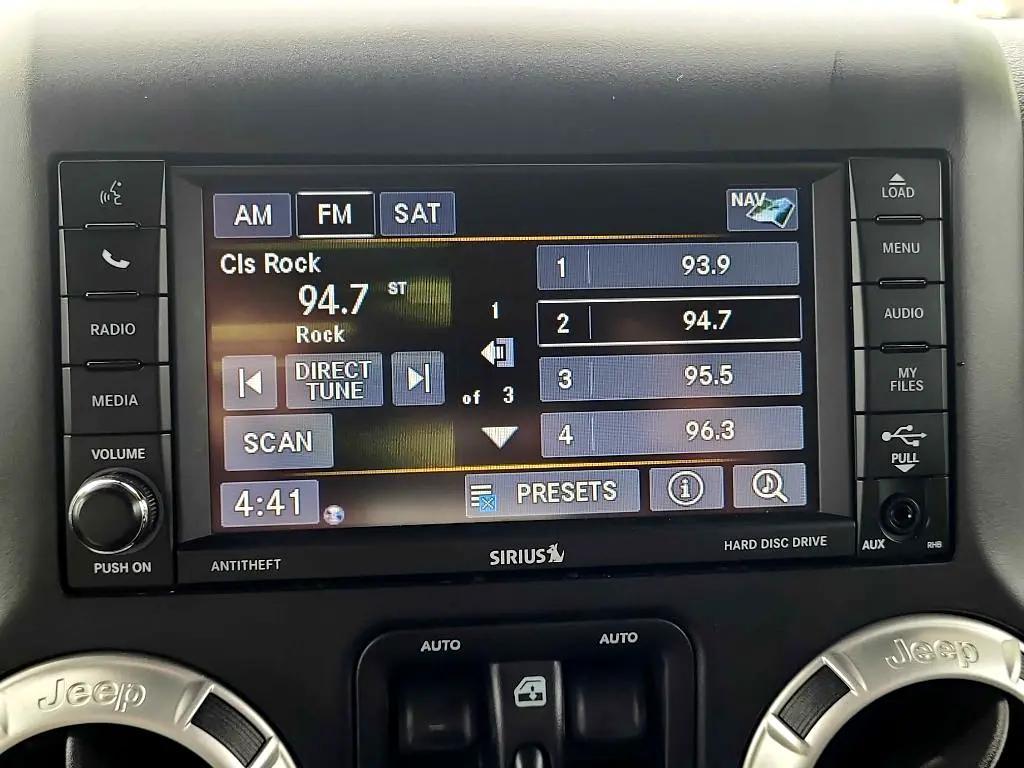 AM FM SAT NAV
Cls Rock
94.7 ST
Rock
DIRECT
TUNE
SCAN
1
of 3
1 93.9
2 94.7
3 95.5
4 96.3
4:41 PRESETS i
RADIO
MEDIA
VOLUME
PUSH ON
LOAD
MENU
AUDIO
MY
FILES
PULL
AUX RHB
ANTITHEFT SIRIUS HARD DISC DRIVE
AUTO AUTO
Jeep Jeep